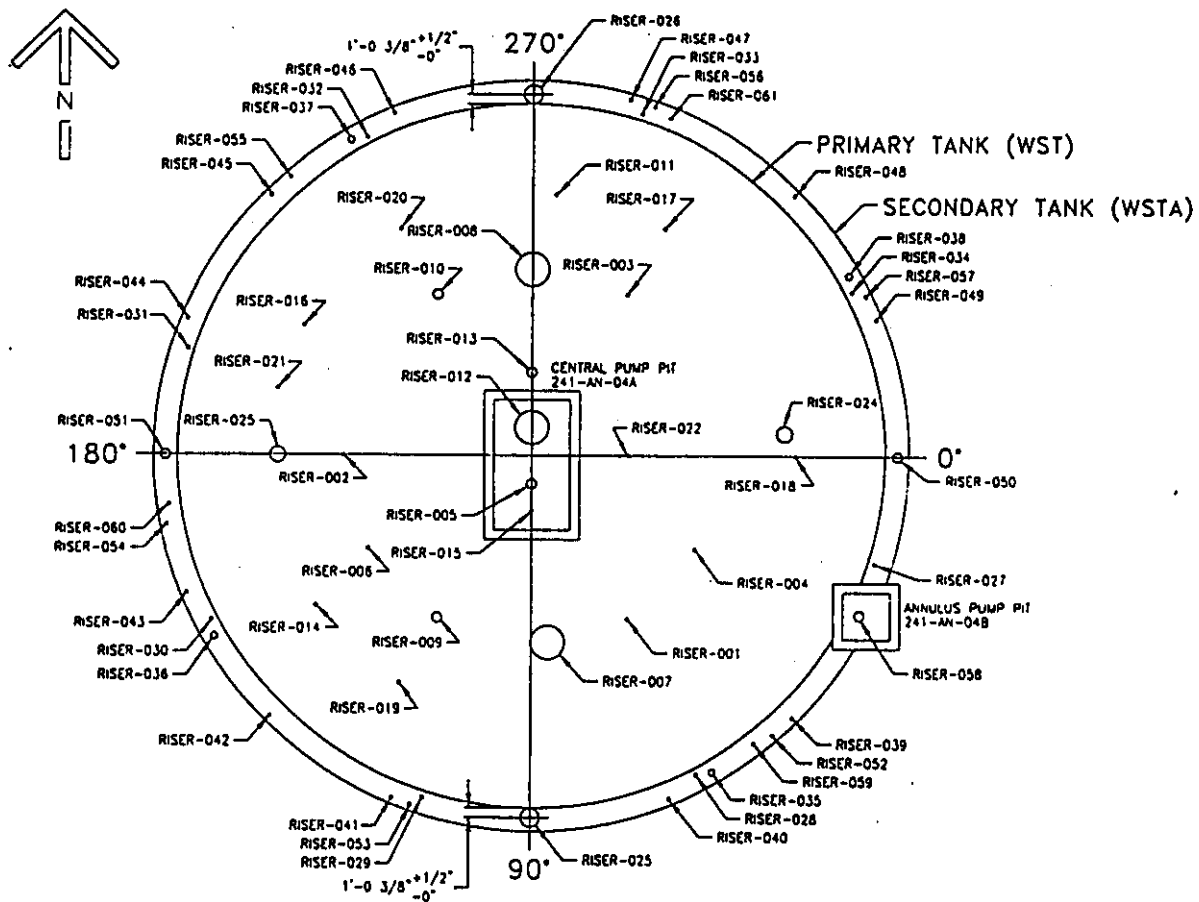 N
RISER-026
1'-0 3/8" +1/2" -0"
270°
RISER-047
RISER-033
RISER-056
RISER-061
RISER-046
RISER-032
RISER-037
RISER-055
RISER-045
PRIMARY TANK (WST)
RISER-048
RISER-011
RISER-017
RISER-020
SECONDARY TANK (WSTA)
RISER-008
RISER-038
RISER-034
RISER-057
RISER-049
RISER-010
RISER-003
RISER-044
RISER-016
RISER-031
RISER-013
RISER-021
CENTRAL PUMP PIT
241-AN-04A
RISER-012
RISER-024
RISER-051
RISER-025
RISER-022
180°
0°
RISER-002
RISER-018
RISER-050
RISER-005
RISER-060
RISER-054
RISER-015
RISER-006
RISER-004
RISER-027
RISER-043
RISER-014
RISER-009
ANNULUS PUMP PIT
241-AN-04B
RISER-030
RISER-036
RISER-001
RISER-058
RISER-007
RISER-019
RISER-042
RISER-039
RISER-052
RISER-059
RISER-035
RISER-028
RISER-040
RISER-041
RISER-053
RISER-029
RISER-025
90°
1'-0 3/8" +1/2" -0"